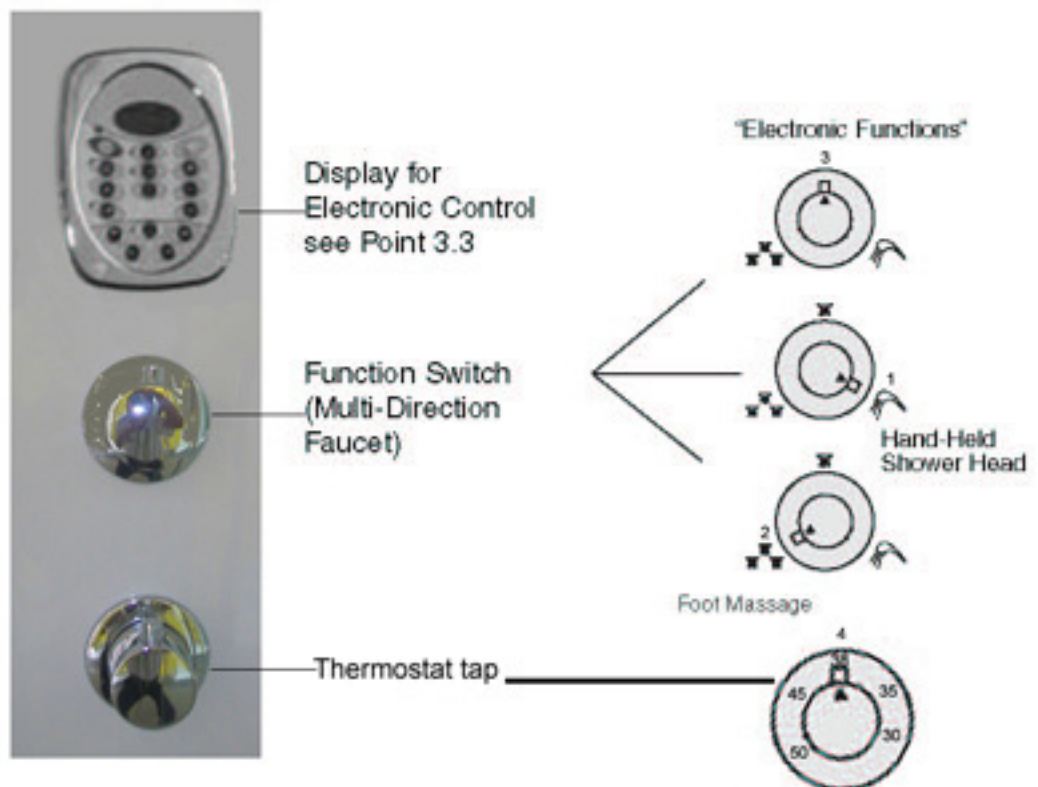 "Electronic Functions"
3
Display for
Electronic Control
see Point 3.3
Function Switch
(Multi-Direction
Faucet)
1
Hand-Held
Shower Head
2
Foot Massage
Thermostat tap
4
45
35
50
30